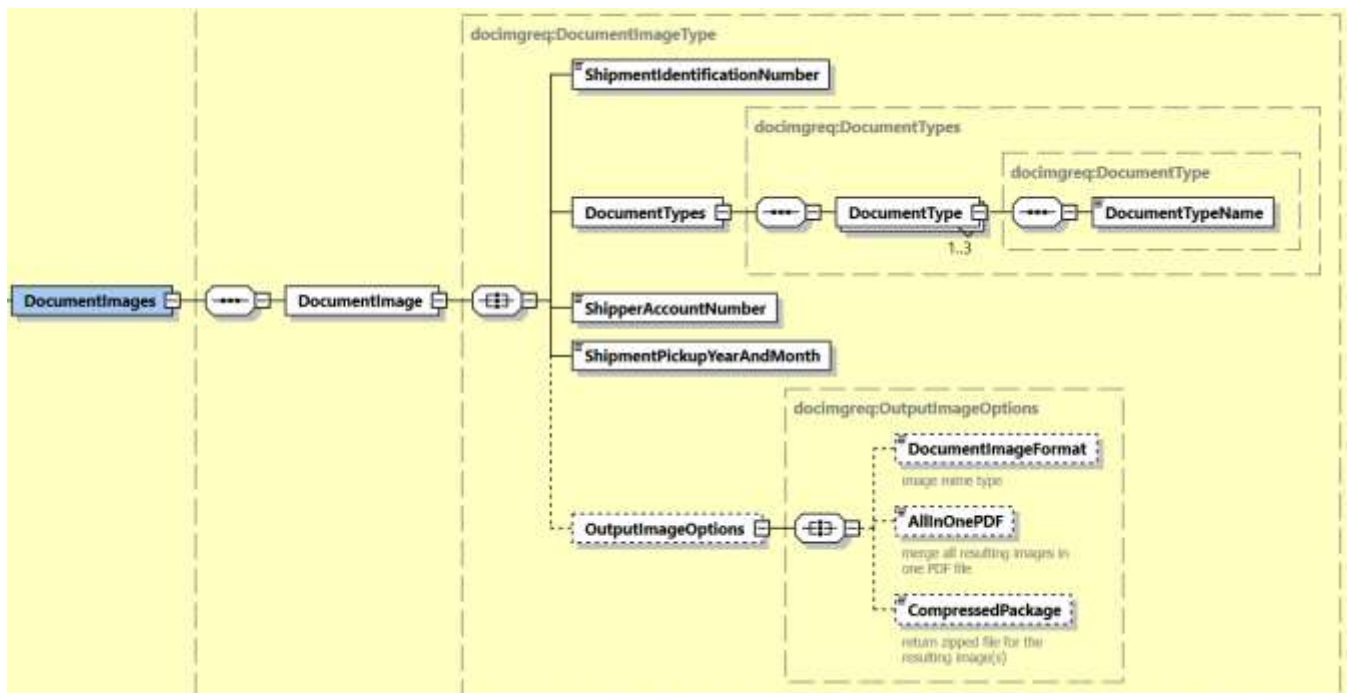 docimgreq:DocumentImageType
ShipmentIdentificationNumber
docimgreq:DocumentTypes
docimgreq:DocumentType
DocumentTypes
DocumentType
DocumentTypeName
1..3
DocumentImages
DocumentImage
ShipperAccountNumber
ShipmentPickupYearAndMonth
docimgreq:OutputImageOptions
DocumentImageFormat
image mime type
OutputImageOptions
AllInOnePDF
merge all resulting images in
one PDF file
CompressedPackage
return zipped file for the
resulting image(s)